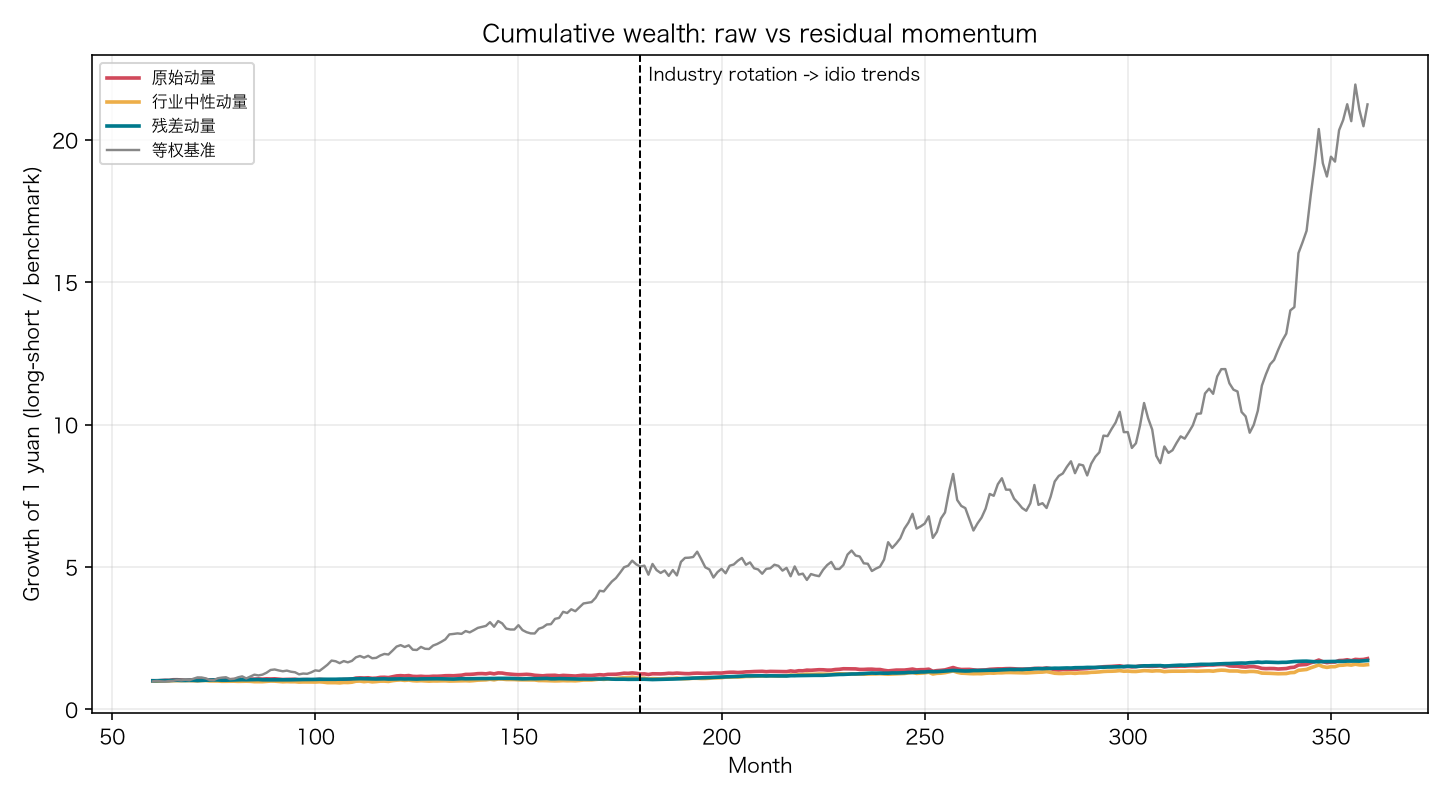 Cumulative wealth: raw vs residual momentum
原始动量
行业中性动量
残差动量
等权基准
Industry rotation -> idio trends
Growth of 1 yuan (long-short / benchmark)
20
15
10
5
0
50 100 150 200 250 300 350
Month